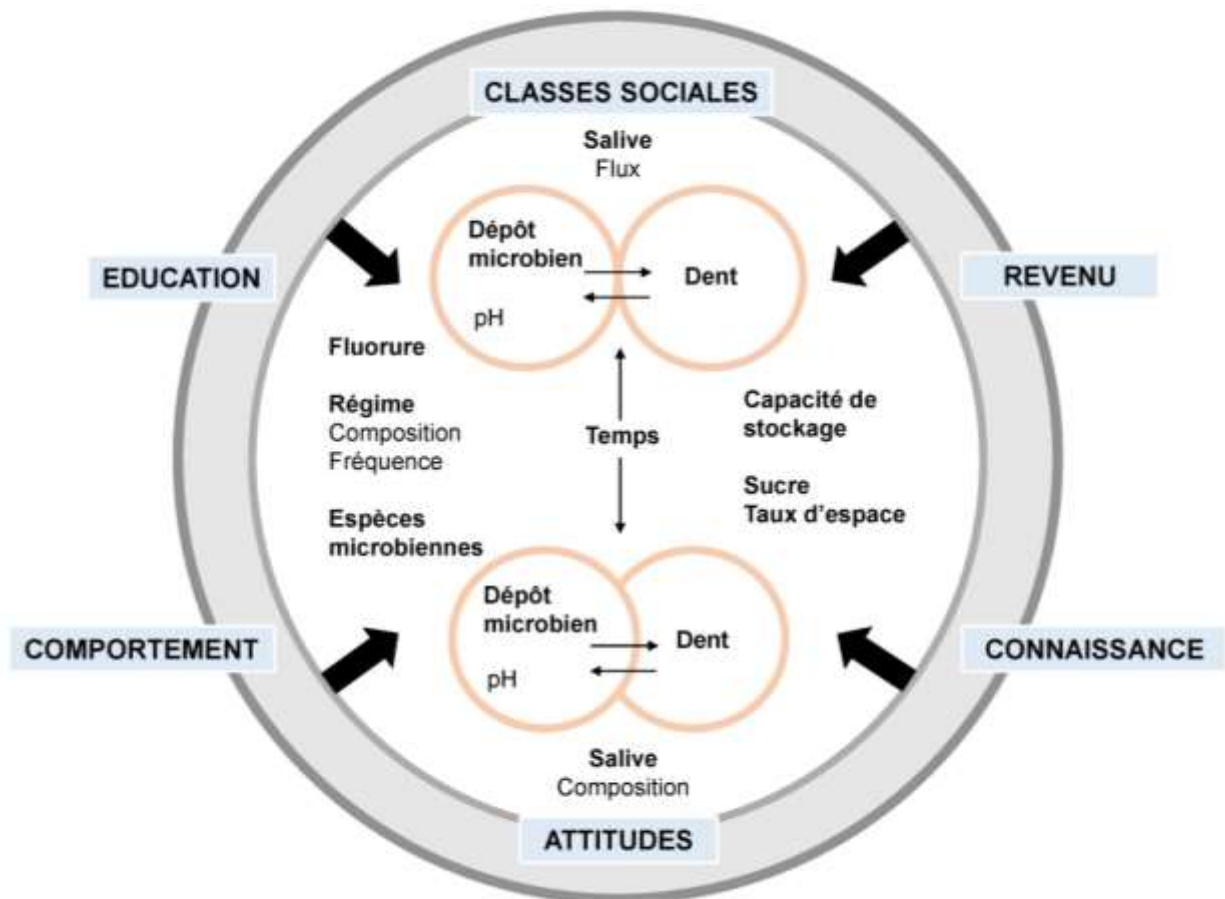 CLASSES SOCIALES
Salive
Flux
Dépôt
microbien
Dent
pH
EDUCATION
REVENU
Fluorure
Régime
Composition
Fréquence
Temps
Capacité de
stockage
Sucre
Taux d'espace
Espèces
microbiennes
Dépôt
microbien
Dent
pH
COMPORTEMENT
CONNAISSANCE
Salive
Composition
ATTITUDES